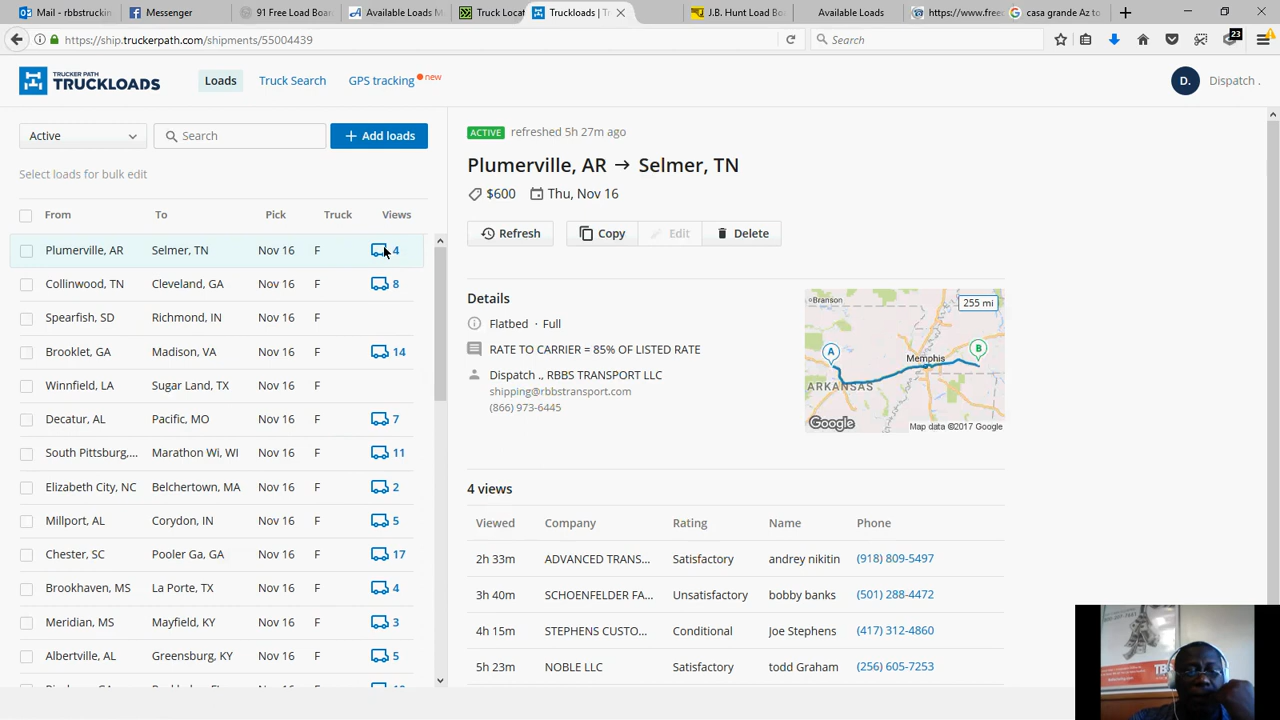 Mail - rbbstruckin
Messenger
91 Free Load Boar
Available Loads M
Truck Locat
Truckloads | T
J.B. Hunt Load Bo
Available Loads
https://www.frees
casa grande Az to
https://ship.truckerpath.com/shipments/55004439
Search
23
TRUCKER PATH
TRUCKLOADS
Loads
Truck Search
GPS tracking new
D.
Dispatch .
Active
Search
+ Add loads
Select loads for bulk edit
From To Pick Truck Views
Plumerville, AR Selmer, TN Nov 16 F 4
Collinwood, TN Cleveland, GA Nov 16 F 8
Spearfish, SD Richmond, IN Nov 16 F
Brooklet, GA Madison, VA Nov 16 F 14
Winnfield, LA Sugar Land, TX Nov 16 F
Decatur, AL Pacific, MO Nov 16 F 7
South Pittsburg,... Marathon Wi, WI Nov 16 F 11
Elizabeth City, NC Belchertown, MA Nov 16 F 2
Millport, AL Corydon, IN Nov 16 F 5
Chester, SC Pooler Ga, GA Nov 16 F 17
Brookhaven, MS La Porte, TX Nov 16 F 4
Meridian, MS Mayfield, KY Nov 16 F 3
Albertville, AL Greensburg, KY Nov 16 F 5
ACTIVE refreshed 5h 27m ago
Plumerville, AR → Selmer, TN
$600 Thu, Nov 16
Refresh Copy Edit Delete
Details
Flatbed · Full
RATE TO CARRIER = 85% OF LISTED RATE
Dispatch ., RBBS TRANSPORT LLC
shipping@rbbstransport.com
(866) 973-6445
Branson
255 mi
A
B
Memphis
ARKANSAS
Google
Map data ©2017 Google
4 views
Viewed Company Rating Name Phone
2h 33m ADVANCED TRANS... Satisfactory andrey nikitin (918) 809-5497
3h 40m SCHOENFELDER FA... Unsatisfactory bobby banks (501) 288-4472
4h 15m STEPHENS CUSTO... Conditional Joe Stephens (417) 312-4860
5h 23m NOBLE LLC Satisfactory todd Graham (256) 605-7253